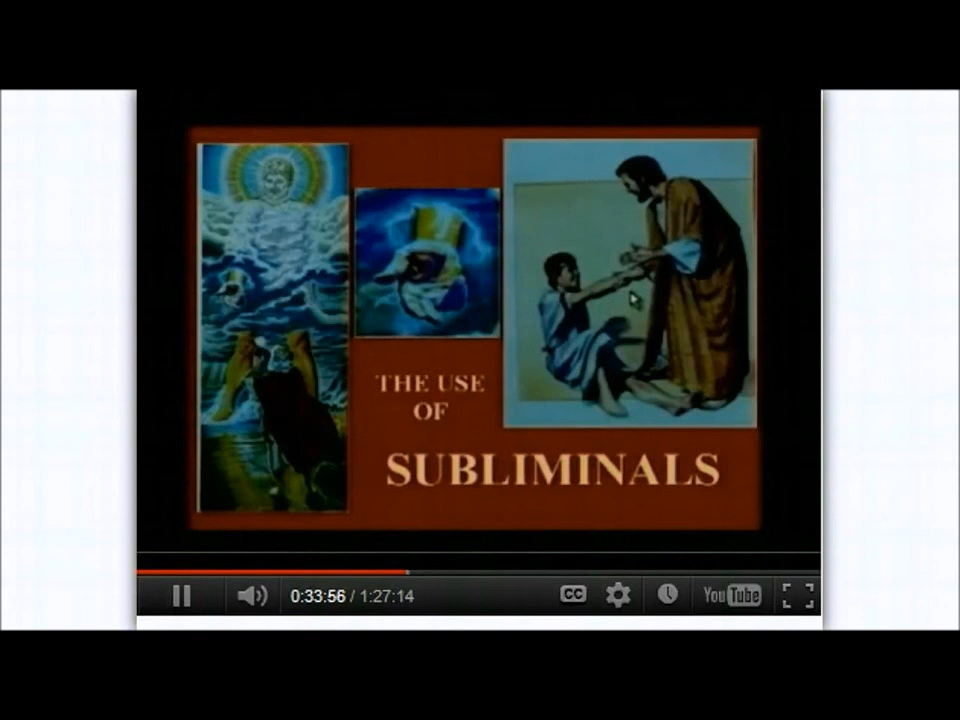 THE USE
OF
SUBLIMINALS
0:33:56 / 1:27:14
CC
YouTube